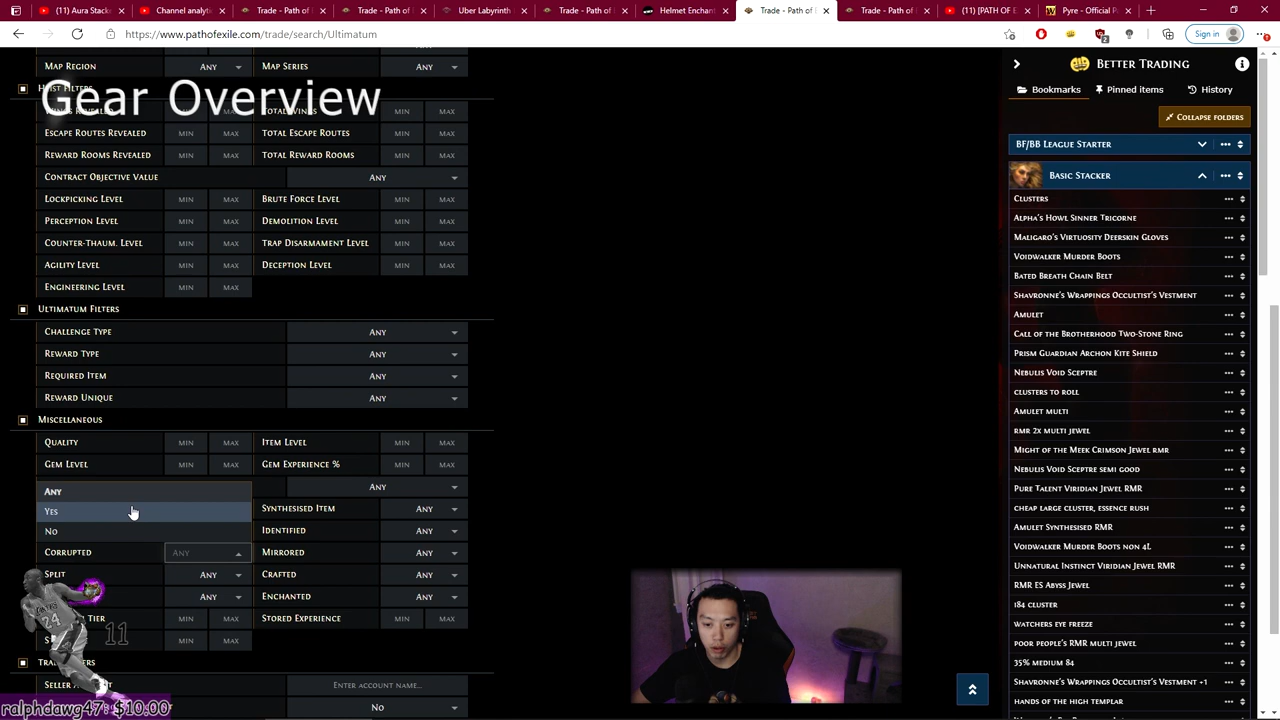 (11) Aura Stack
Channel analytic
Trade - Path of E
Trade - Path of E
Uber Labyrinth
Trade - Path of E
Helmet Enchant
Trade - Path of E
Trade - Path of E
(11) [PATH OF E
Pyre - Official Po
https://www.pathofexile.com/trade/search/Ultimatum
Sign in
Map Region ANY Map Series ANY
Gear Overview
Escape Routes Revealed MIN MAX Total Escape Routes MIN MAX
Reward Rooms Revealed MIN MAX Total Reward Rooms MIN MAX
Contract Objective Value ANY
Lockpicking Level MIN MAX Brute Force Level MIN MAX
Perception Level MIN MAX Demolition Level MIN MAX
Counter-Thaum. Level MIN MAX Trap Disarmament Level MIN MAX
Agility Level MIN MAX Deception Level MIN MAX
Engineering Level MIN MAX
Ultimatum Filters
Challenge Type ANY
Reward Type ANY
Required Item ANY
Reward Unique ANY
Miscellaneous
Quality MIN MAX Item Level MIN MAX
Gem Level MIN MAX Gem Experience % MIN MAX
Any ANY
Yes Synthesised Item ANY
No Identified ANY
Corrupted ANY Mirrored ANY
Split ANY Crafted ANY
ANY Enchanted ANY
Tier MIN MAX Stored Experience MIN MAX
MIN MAX
11
Seller Account ENTER ACCOUNT NAME...
No
ralphdawg47: $10.00
24
Better Trading
Bookmarks Pinned items History
Collapse folders
BF/BB League Starter
Basic Stacker
Clusters
Alpha's Howl Sinner Tricorne
Maligaro's Virtuosity Deerskin Gloves
Voidwalker Murder Boots
Bated Breath Chain Belt
Shavronne's Wrappings Occultist's Vestment
Amulet
Call of the Brotherhood Two-Stone Ring
Prism Guardian Archon Kite Shield
Nebulis Void Sceptre
clusters to roll
Amulet multi
rmr 2x multi jewel
Might of the Meek Crimson Jewel rmr
Nebulis Void Sceptre semi good
Pure Talent Viridian Jewel RMR
cheap large cluster, essence rush
Amulet Synthesised RMR
Voidwalker Murder Boots non 4L
Unnatural Instinct Viridian Jewel RMR
RMR ES Abyss Jewel
184 cluster
watchers eye freeze
poor people's RMR multi jewel
35% medium 84
Shavronne's Wrappings Occultist's Vestment +1
hands of the high templar